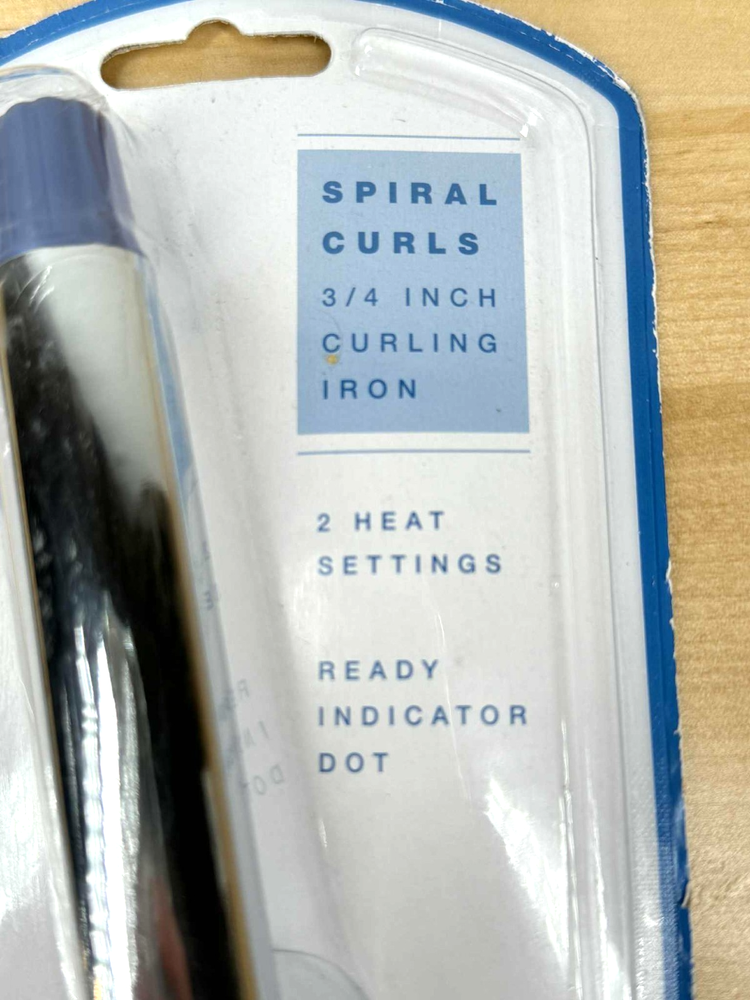 SPIRAL
CURLS
3/4 INCH
CURLING
IRON
2 HEAT
SETTINGS
READY
INDICATOR
DOT